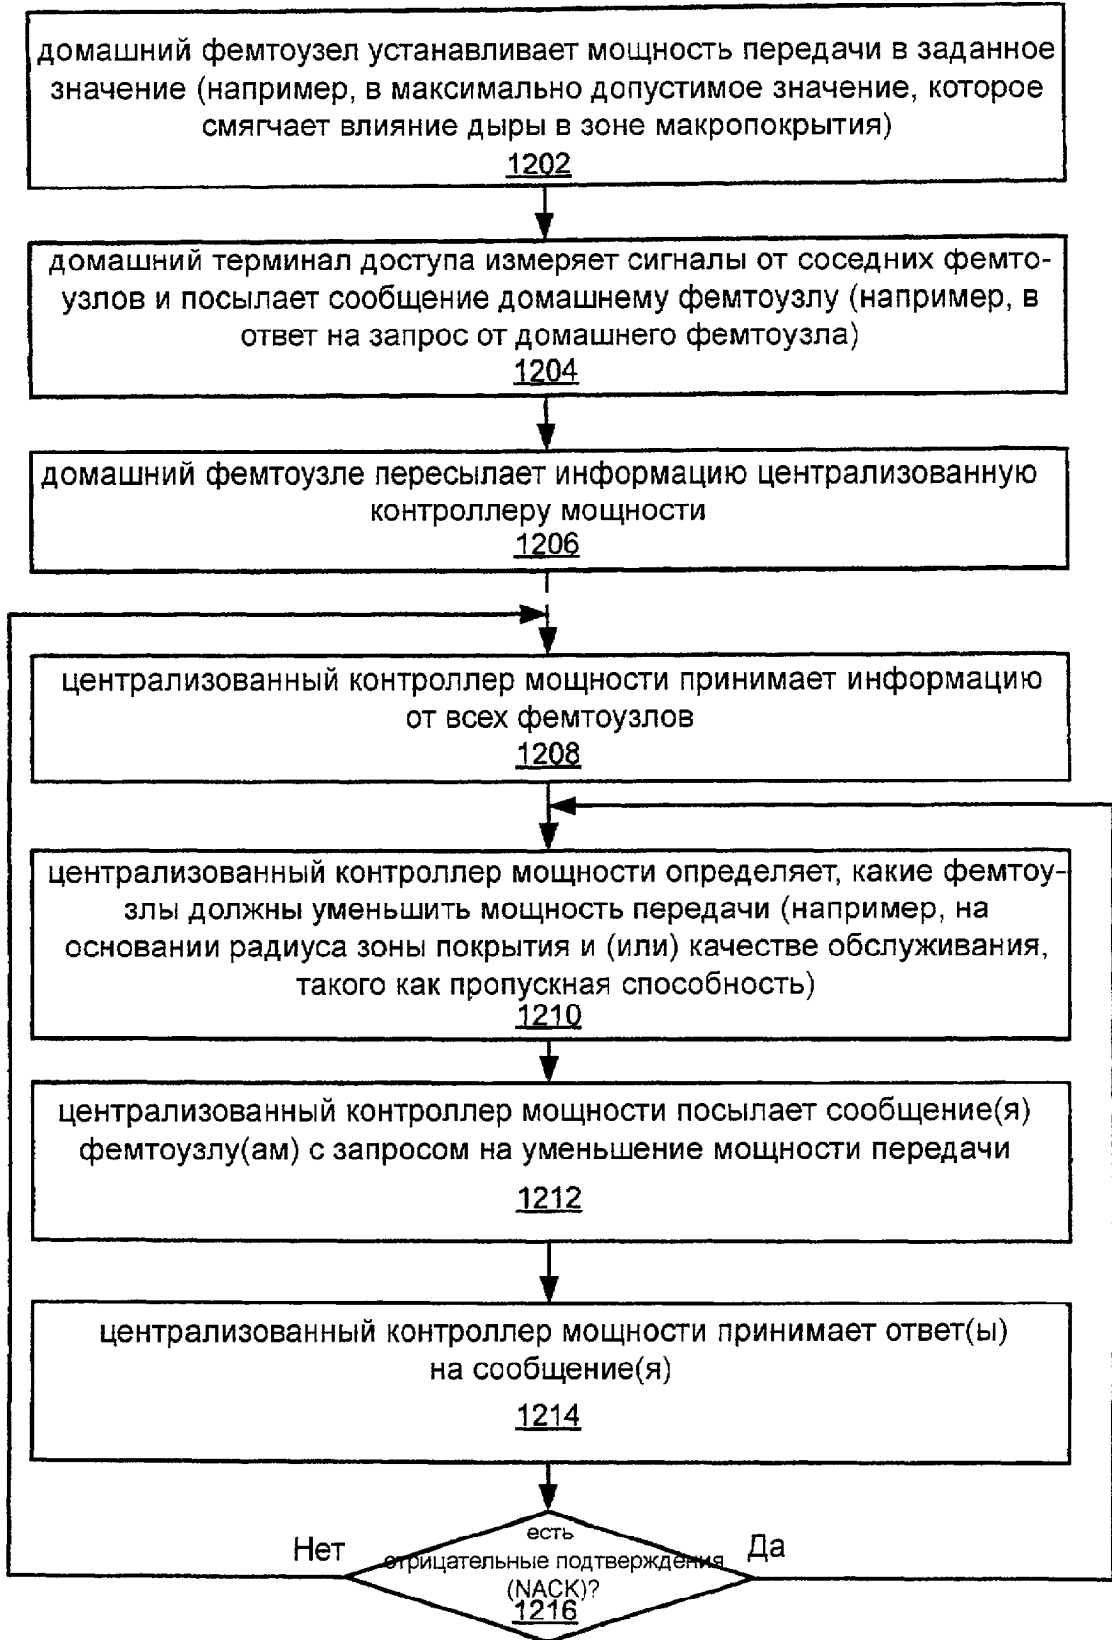 домашний фемтоузел устанавливает мощность передачи в заданное
значение (например, в максимально допустимое значение, которое
смягчает влияние дыры в зоне макропокрытия)
1202
домашний терминал доступа измеряет сигналы от соседних фемто-
узлов и посылает сообщение домашнему фемтоузлу (например, в
ответ на запрос от домашнего фемтоузла)
1204
домашний фемтоузле пересылает информацию централизованную
контроллеру мощности
1206
централизованный контроллер мощности принимает информацию
от всех фемтоузлов
1208
централизованный контроллер мощности определяет, какие фемтоу-
злы должны уменьшить мощность передачи (например, на
основании радиуса зоны покрытия и (или) качестве обслуживания,
такого как пропускная способность)
1210
централизованный контроллер мощности посылает сообщение(я)
фемтоузлу(ам) с запросом на уменьшение мощности передачи
1212
централизованный контроллер мощности принимает ответ(ы)
на сообщение(я)
1214
Нет
есть
отрицательные подтверждения
(NACK)?
1216
Да